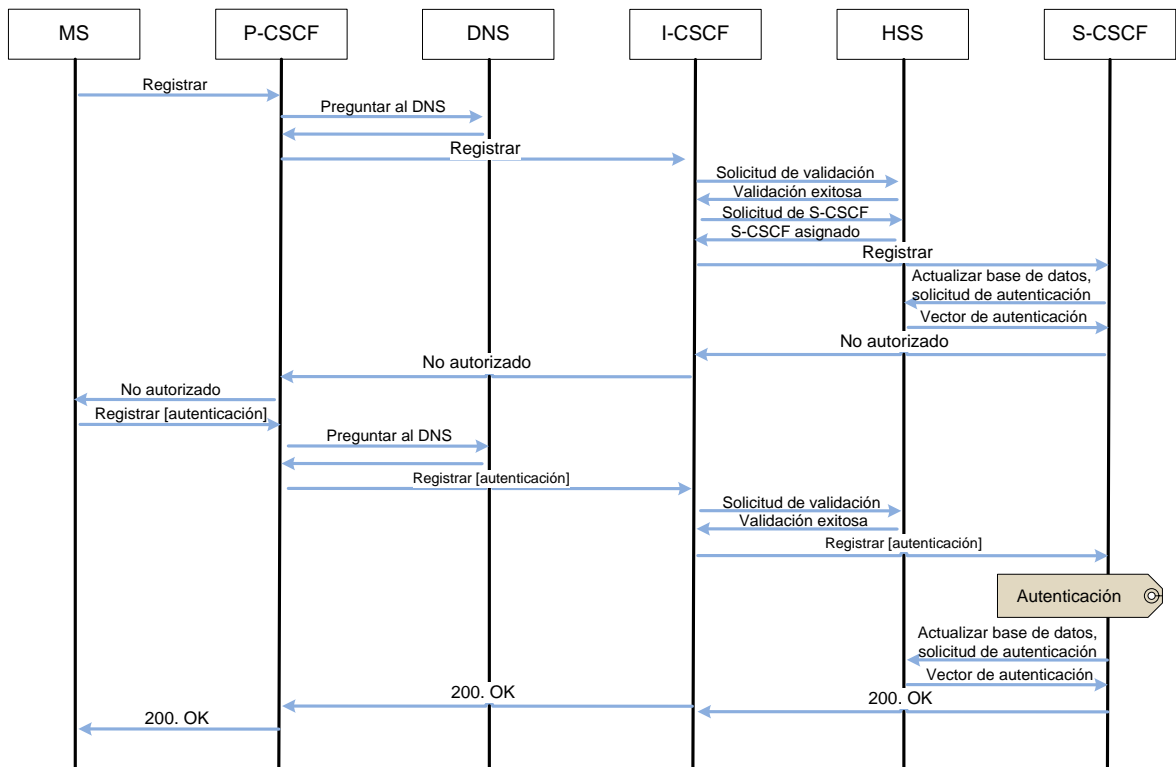 MS
P-CSCF
DNS
I-CSCF
HSS
S-CSCF
Registrar
Preguntar al DNS
Registrar
Solicitud de validación
Validación exitosa
Solicitud de S-CSCF
S-CSCF asignado
Registrar
Actualizar base de datos,
solicitud de autenticación
Vector de autenticación
No autorizado
No autorizado
No autorizado
Registrar [autenticación]
Preguntar al DNS
Registrar [autenticación]
Solicitud de validación
Validación exitosa
Registrar [autenticación]
Autenticación
Actualizar base de datos,
solicitud de autenticación
Vector de autenticación
200. OK
200. OK
200. OK